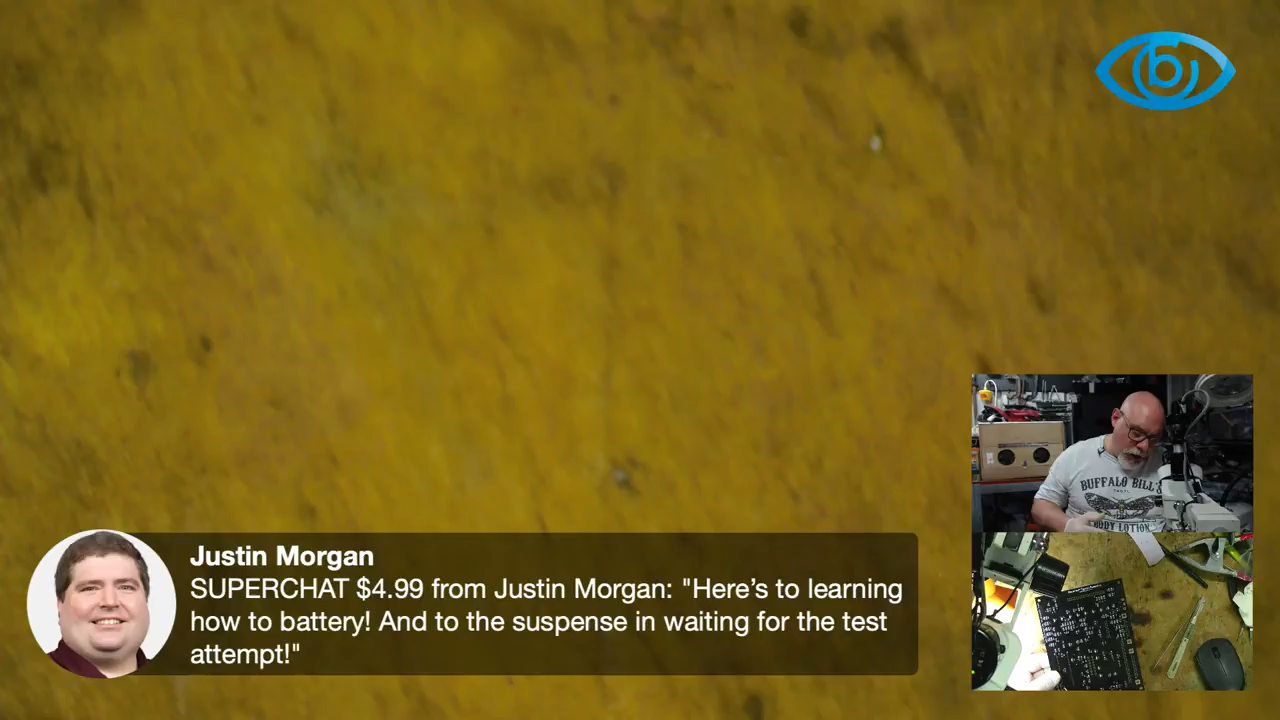 b
Justin Morgan
SUPERCHAT $4.99 from Justin Morgan: "Here’s to learning
how to battery! And to the suspense in waiting for the test
attempt!"
BUFFALO BILL'S
BODY LOTION